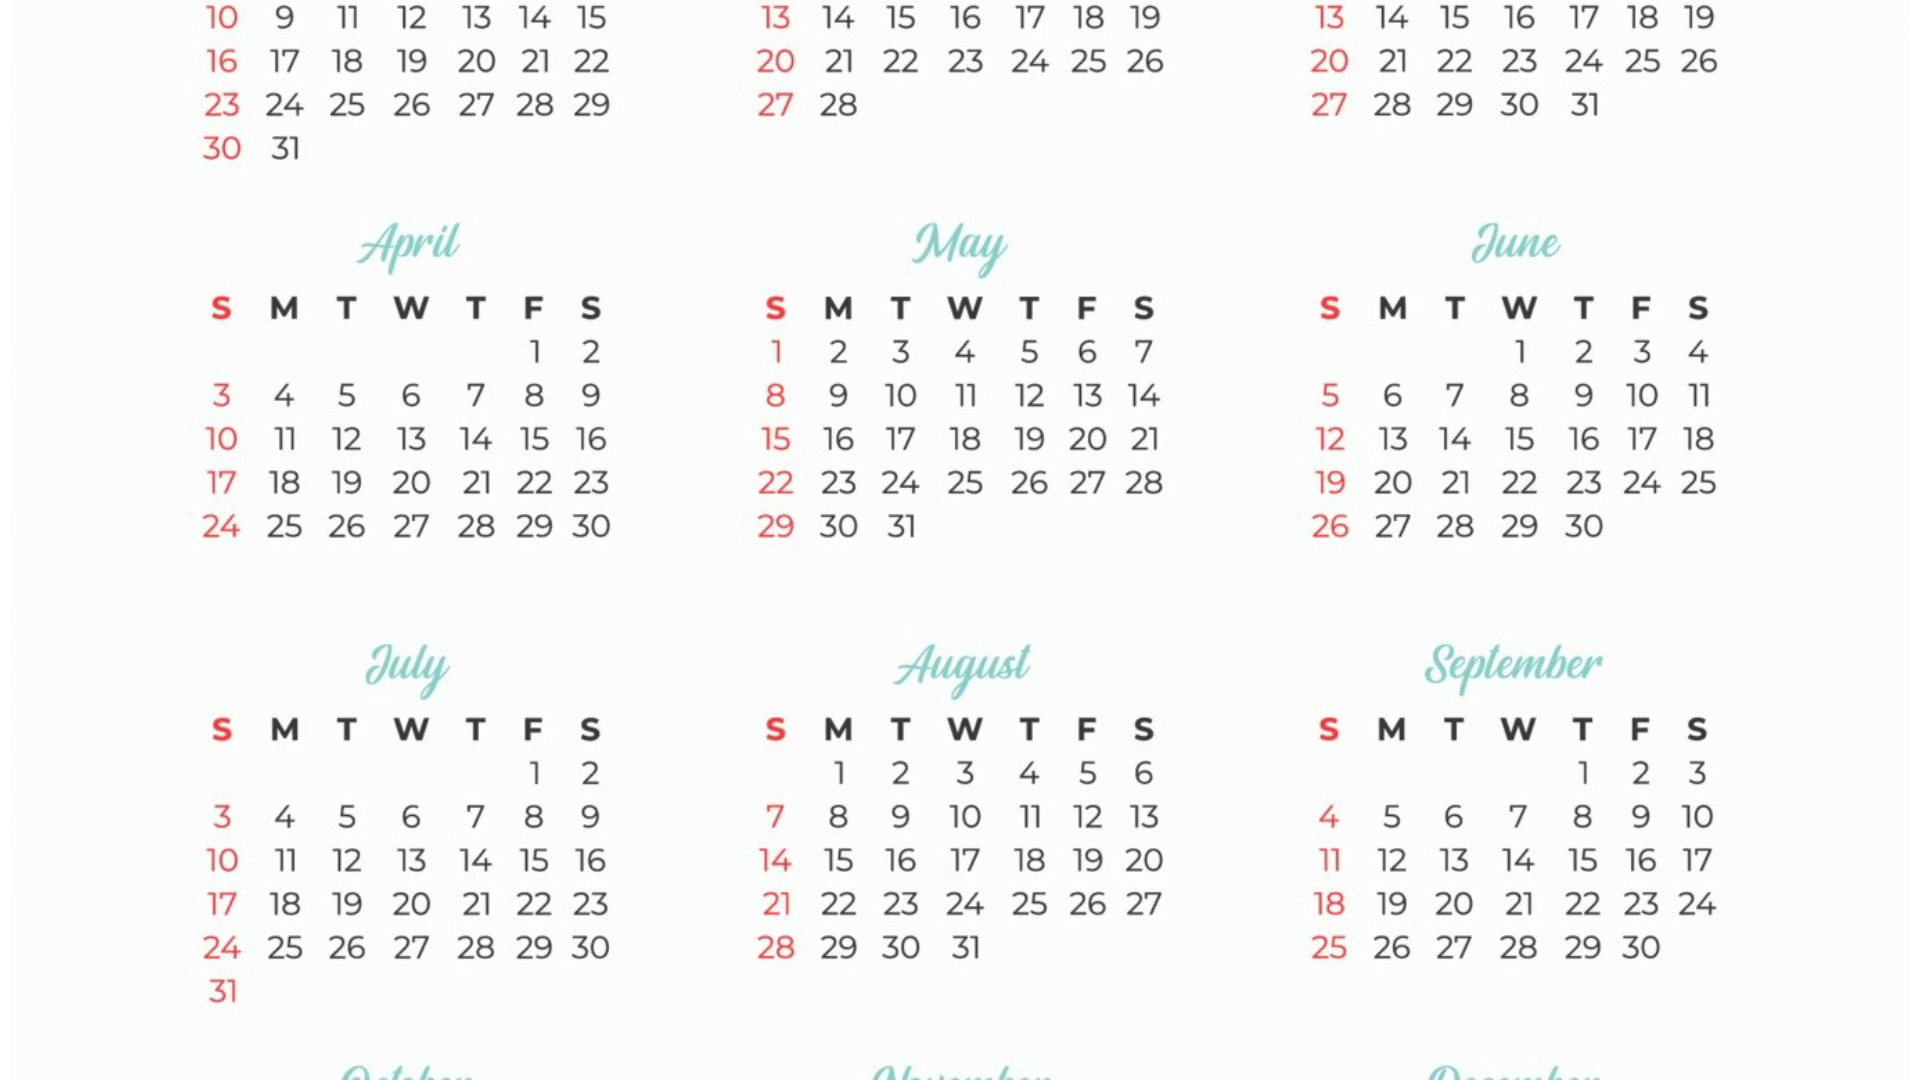 10 9 11 12 13 14 15
16 17 18 19 20 21 22
23 24 25 26 27 28 29
30 31
13 14 15 16 17 18 19
20 21 22 23 24 25 26
27 28
13 14 15 16 17 18 19
20 21 22 23 24 25 26
27 28 29 30 31
April
S M T W T F S
1 2
3 4 5 6 7 8 9
10 11 12 13 14 15 16
17 18 19 20 21 22 23
24 25 26 27 28 29 30
May
S M T W T F S
1 2 3 4 5 6 7
8 9 10 11 12 13 14
15 16 17 18 19 20 21
22 23 24 25 26 27 28
29 30 31
June
S M T W T F S
1 2 3 4
5 6 7 8 9 10 11
12 13 14 15 16 17 18
19 20 21 22 23 24 25
26 27 28 29 30
July
S M T W T F S
1 2
3 4 5 6 7 8 9
10 11 12 13 14 15 16
17 18 19 20 21 22 23
24 25 26 27 28 29 30
31
August
S M T W T F S
1 2 3 4 5 6
7 8 9 10 11 12 13
14 15 16 17 18 19 20
21 22 23 24 25 26 27
28 29 30 31
September
S M T W T F S
1 2 3
4 5 6 7 8 9 10
11 12 13 14 15 16 17
18 19 20 21 22 23 24
25 26 27 28 29 30
October
November
December